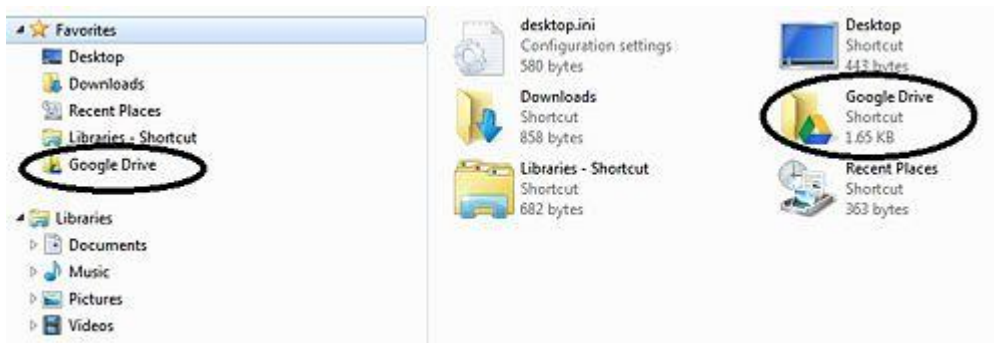 Favorites
Desktop
Downloads
Recent Places
Libraries - Shortcut
Google Drive
Libraries
Documents
Music
Pictures
Videos
desktop.ini
Configuration settings
580 bytes
Desktop
Shortcut
443 bytes
Downloads
Shortcut
858 bytes
Google Drive
Shortcut
1.65 KB
Libraries - Shortcut
Shortcut
682 bytes
Recent Places
Shortcut
363 bytes